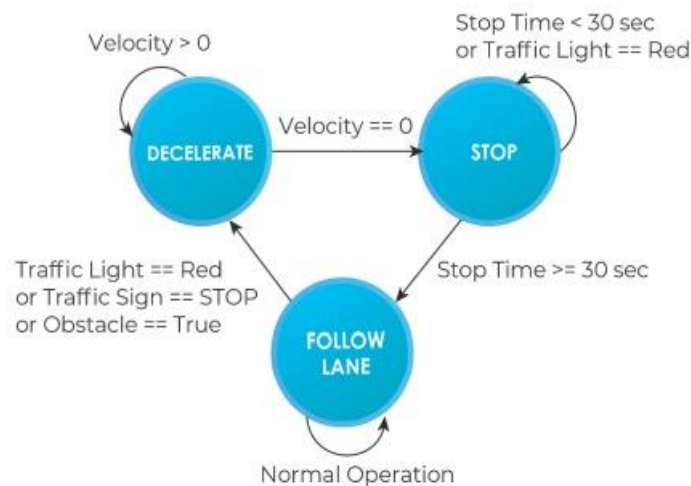 Velocity > 0
Stop Time < 30 sec
or Traffic Light == Red
DECELERATE
Velocity == 0
STOP
Traffic Light == Red
or Traffic Sign == STOP
or Obstacle == True
Stop Time >= 30 sec
FOLLOW
LANE
Normal Operation